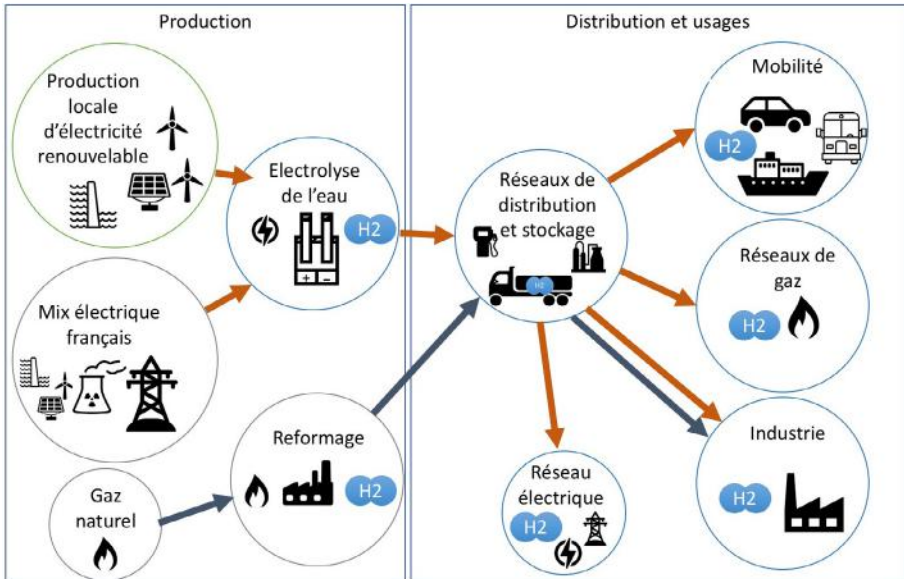 Production
Production
locale
d'électricité
renouvelable
Electrolyse
de l'eau
H2
+ -
Mix électrique
français
Reformage
H2
Gaz
naturel
Distribution et usages
Réseaux de
distribution
et stockage
H2
Mobilité
H2
Réseaux de
gaz
H2
Industrie
H2
Réseau
électrique
H2